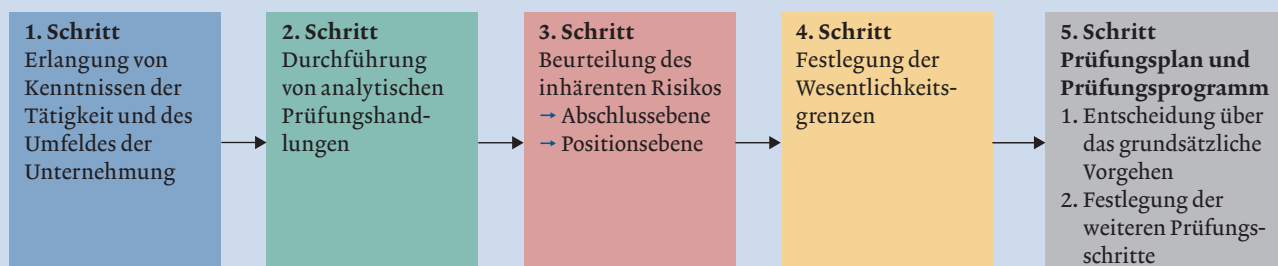 1. Schritt
Erlangung von
Kenntnissen der
Tätigkeit und des
Umfeldes der
Unternehmung
2. Schritt
Durchführung
von analytischen
Prüfungshand-
lungen
3. Schritt
Beurteilung des
inhärenten Risikos
→ Abschlussebene
→ Positionsebene
4. Schritt
Festlegung der
Wesentlichkeits-
grenzen
5. Schritt
Prüfungsplan und
Prüfungsprogramm
1. Entscheidung über
das grundsätzliche
Vorgehen
2. Festlegung der
weiteren Prüfungs-
schritte